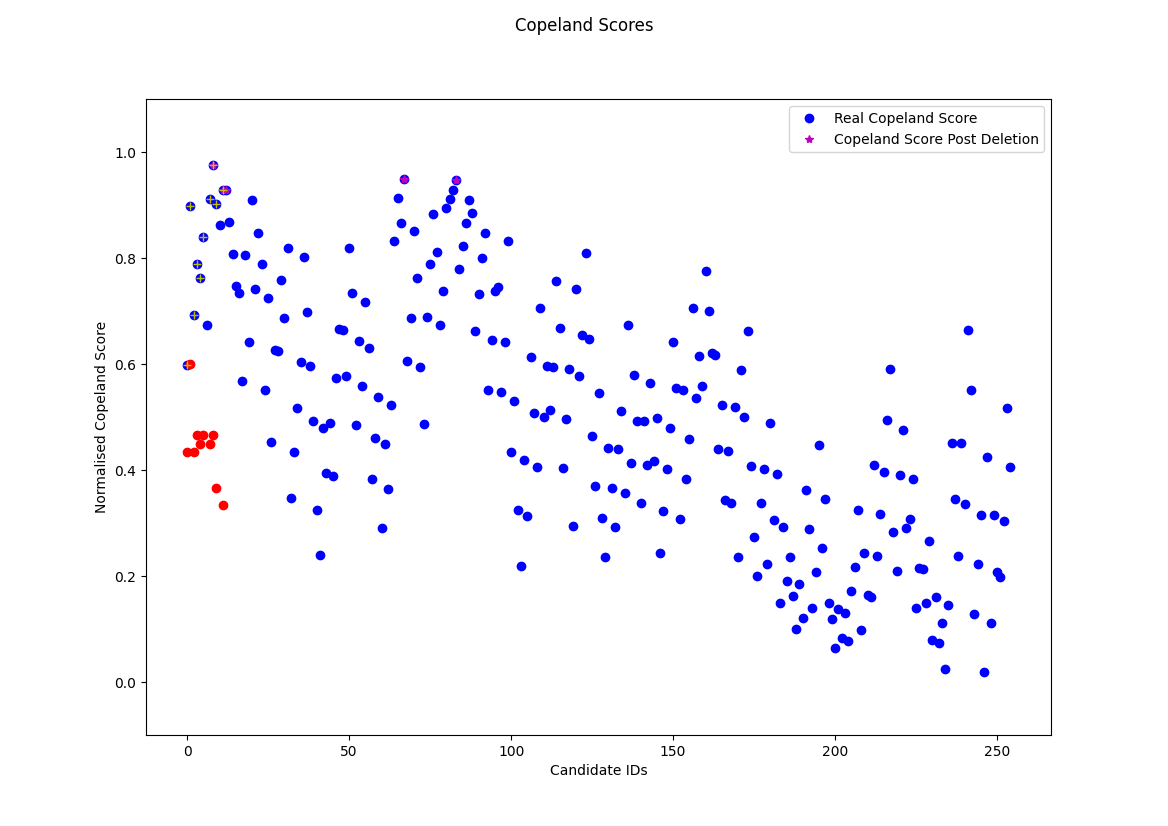 Copeland Scores
Real Copeland Score
Copeland Score Post Deletion
Normalised Copeland Score
1.0
0.8
0.6
0.4
0.2
0.0
0 50 100 150 200 250
Candidate IDs